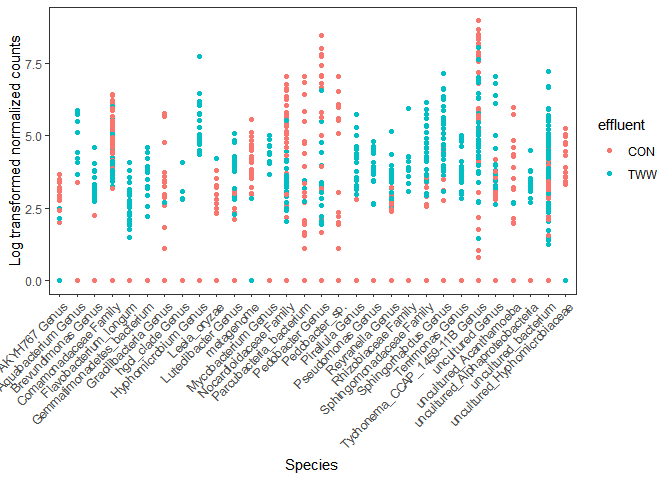 Log transformed normalized counts
7.5
5.0
2.5
0.0
AKYH767 Genus
Aquabacterium Genus
Brevundimonas Genus
Comamonadaceae Family
Flavobacterium_longum
Gemmatimonadetes_bacterium
Gracilibacteria Genus
hgcI_clade Genus
Hyphomicrobium Genus
Lealia_oryzae
Luteolibacter Genus
metagenome
Mycobacterium Genus
Nocardioidaceae Family
Parcubacteria_bacterium
Pedobacter Genus
Pedobacter_sp.
Pirellula Genus
Pseudomonas Genus
Reyranella Genus
Rhizobiaceae Family
Sphingomonadaceae Family
Sphingorhabdus Genus
Terrimonas Genus
Tychonema_CCAP_1459-11B Genus
uncultured Genus
uncultured_Acanthamoeba
uncultured_Alphaproteobacteria
uncultured_bacterium
uncultured_Hyphomicrobiaceae
Species
effluent
CON
TWW